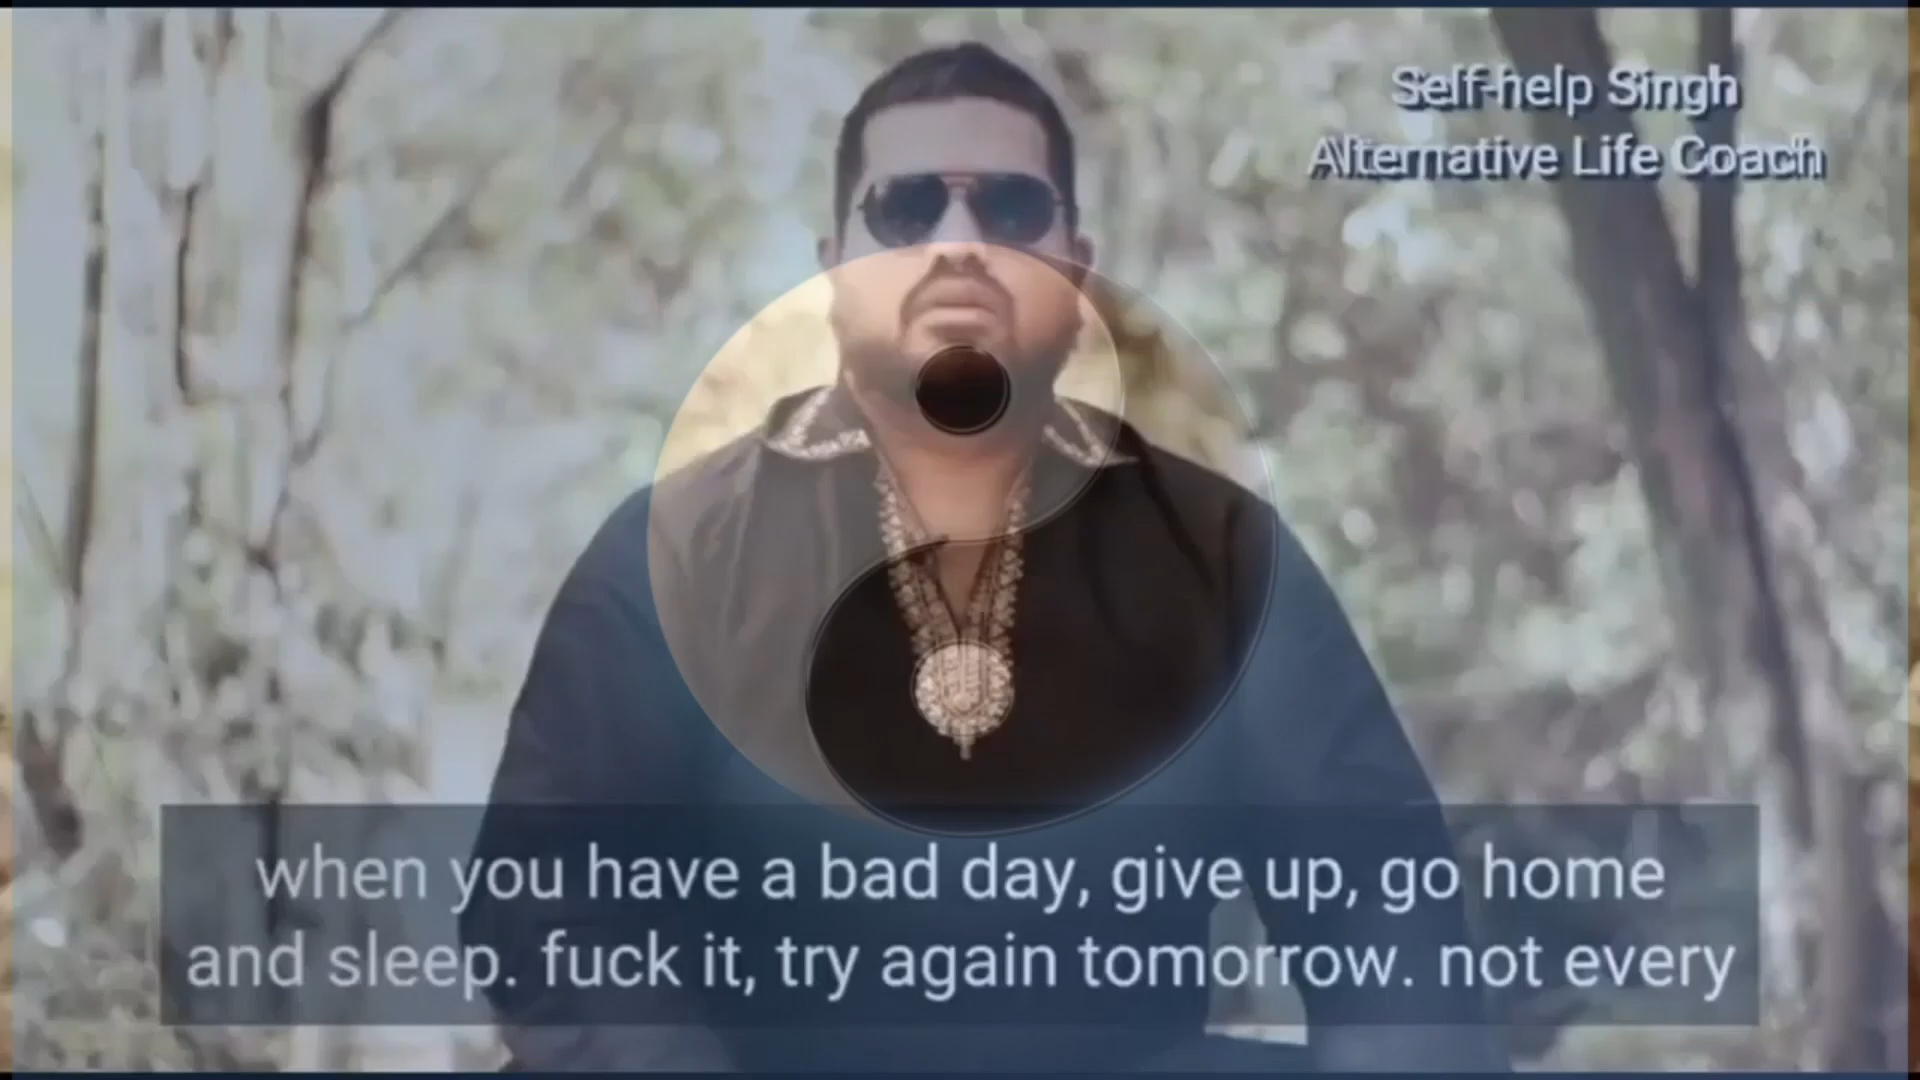 Self-help Singh
Alternative Life Coach
when you have a bad day, give up, go home
and sleep. fuck it, try again tomorrow. not every